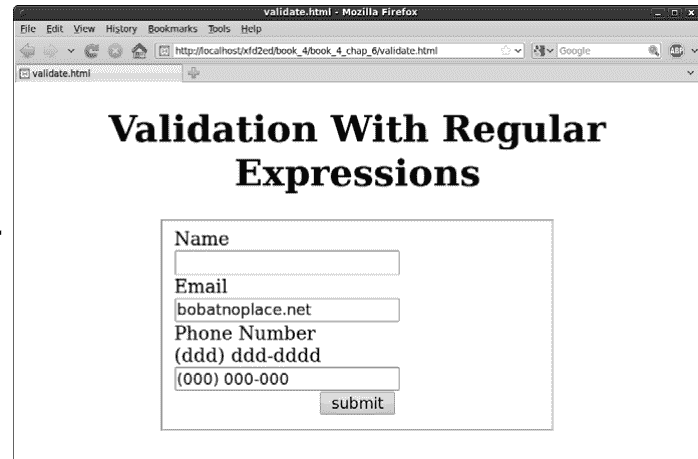 validate.html - Mozilla Firefox
File Edit View History Bookmarks Tools Help
http://localhost/xfd2ed/book_4/book_4_chap_6/validate.html Google ABP
validate.html
Validation With Regular
Expressions
Name
Email
bobatnoplace.net
Phone Number
(ddd) ddd-dddd
(000) 000-000
submit